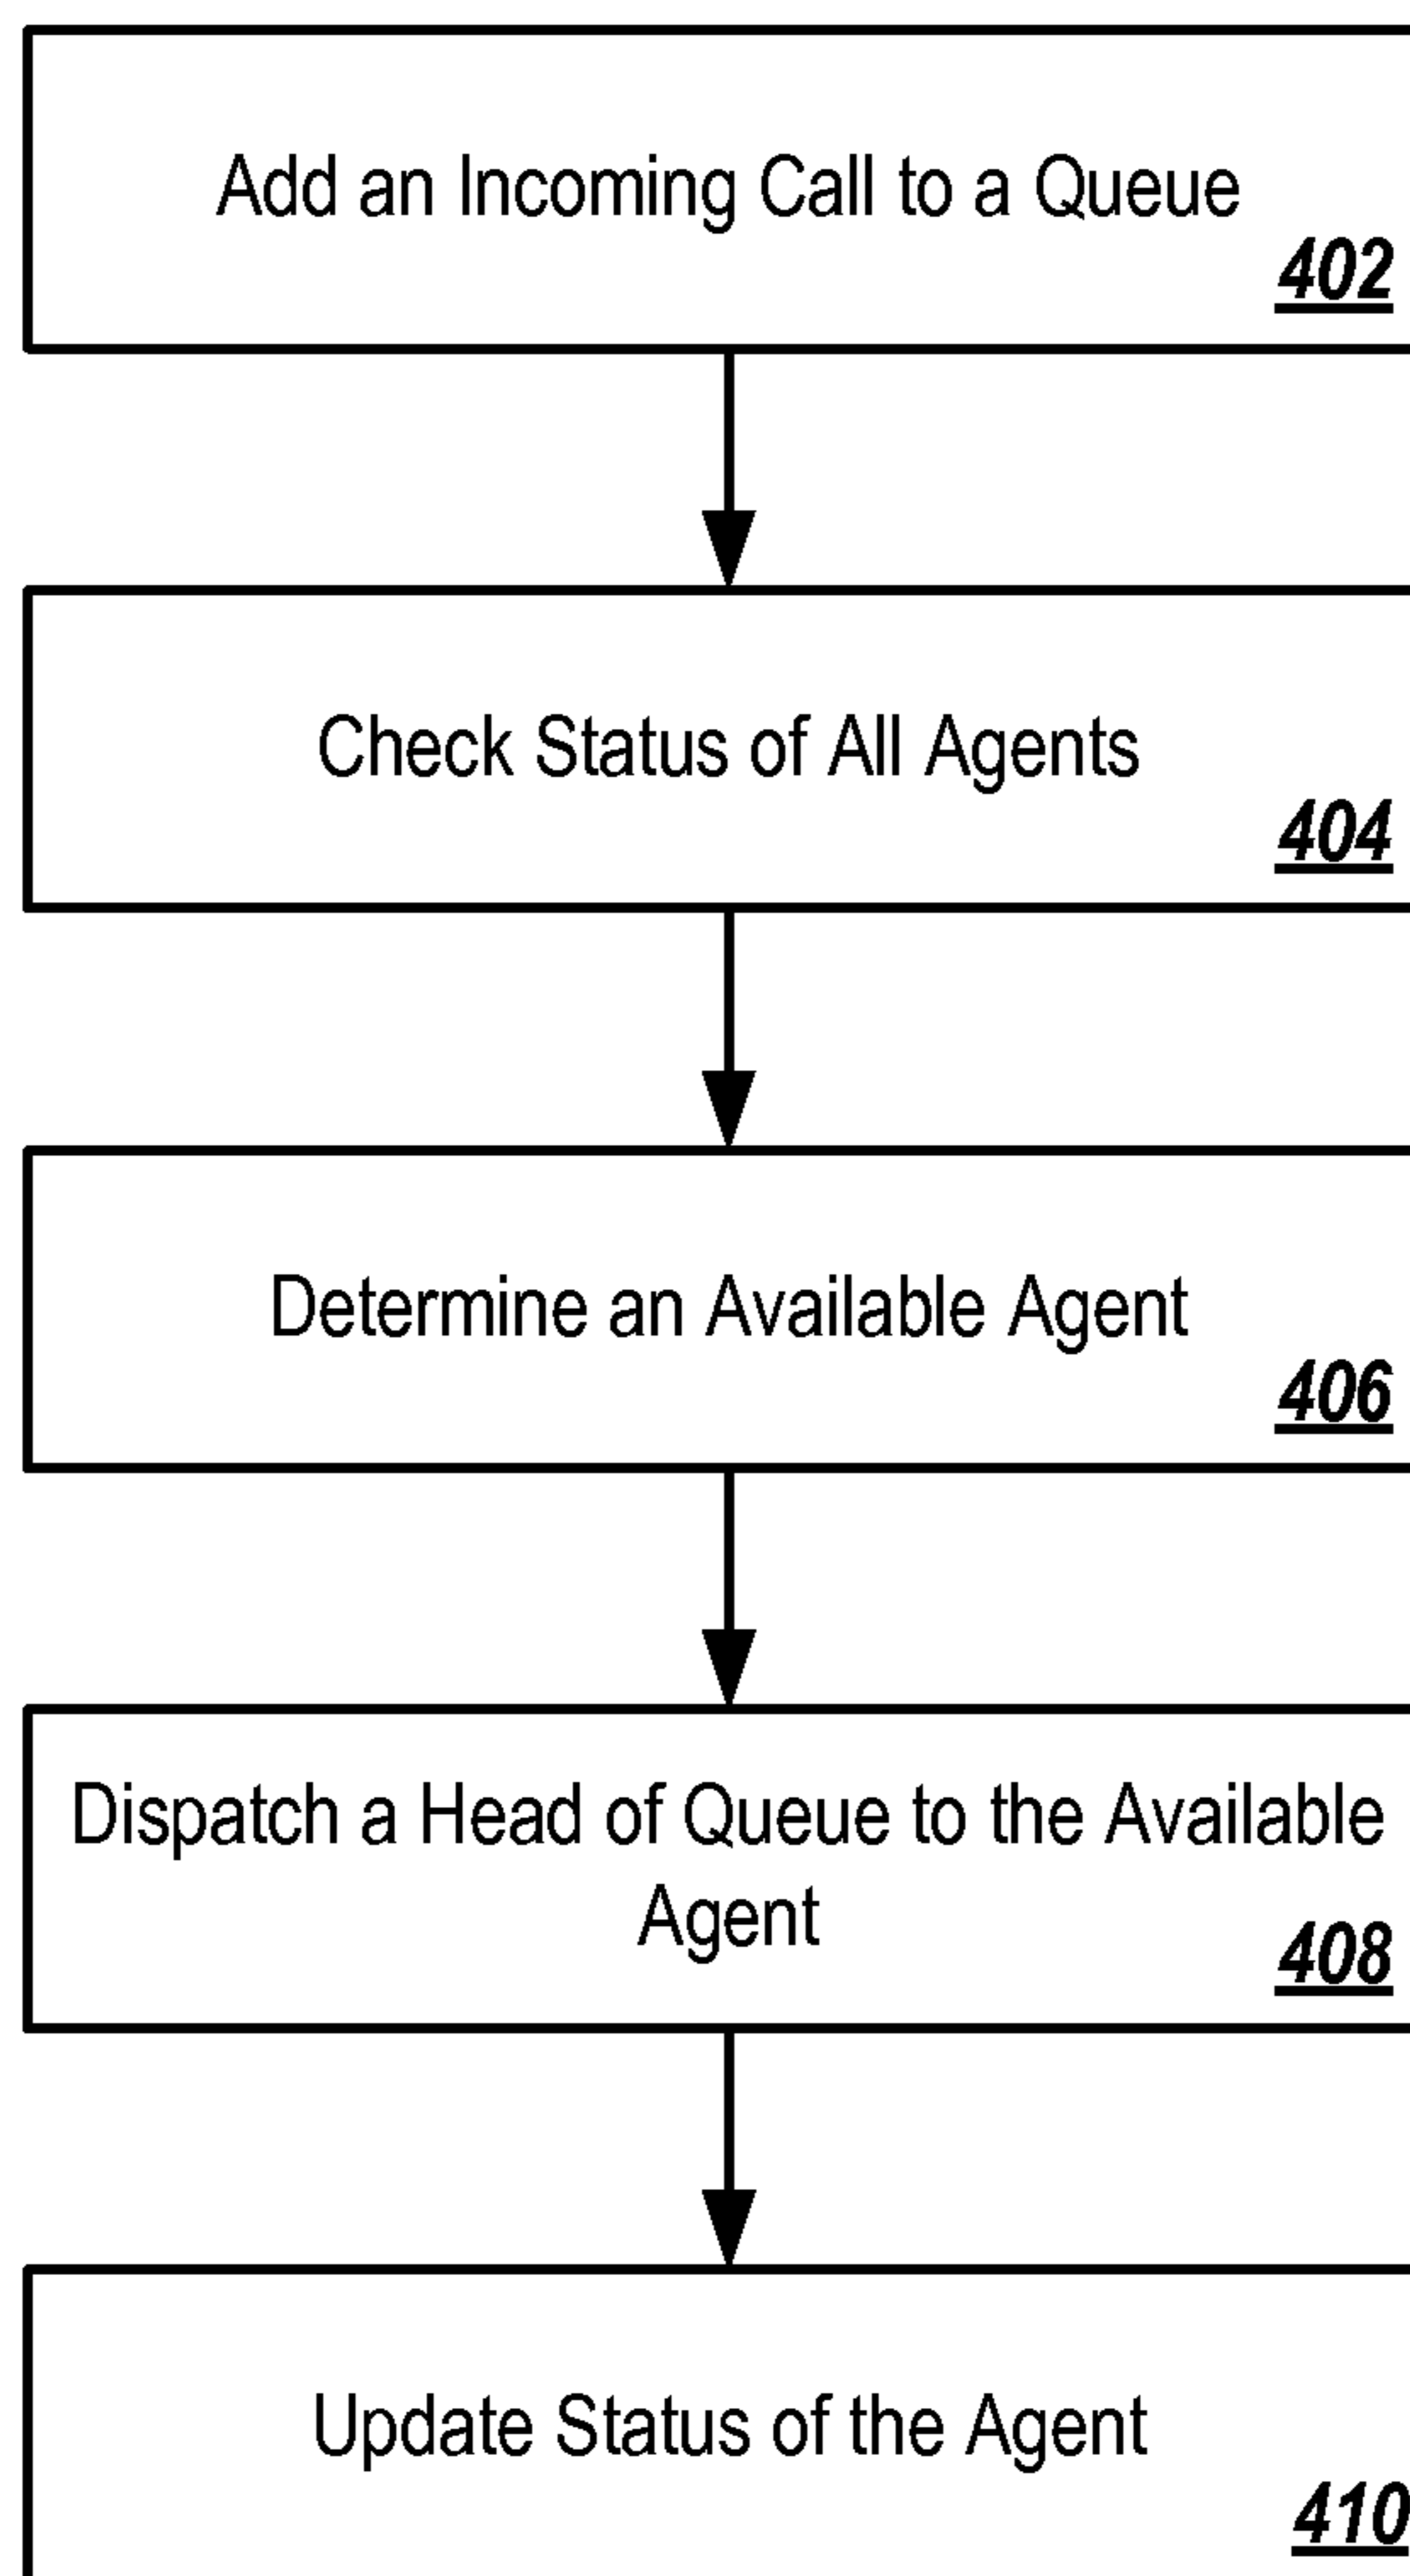 Add an Incoming Call to a Queue
402
Check Status of All Agents
404
Determine an Available Agent
406
Dispatch a Head of Queue to the Available
Agent
408
Update Status of the Agent
410